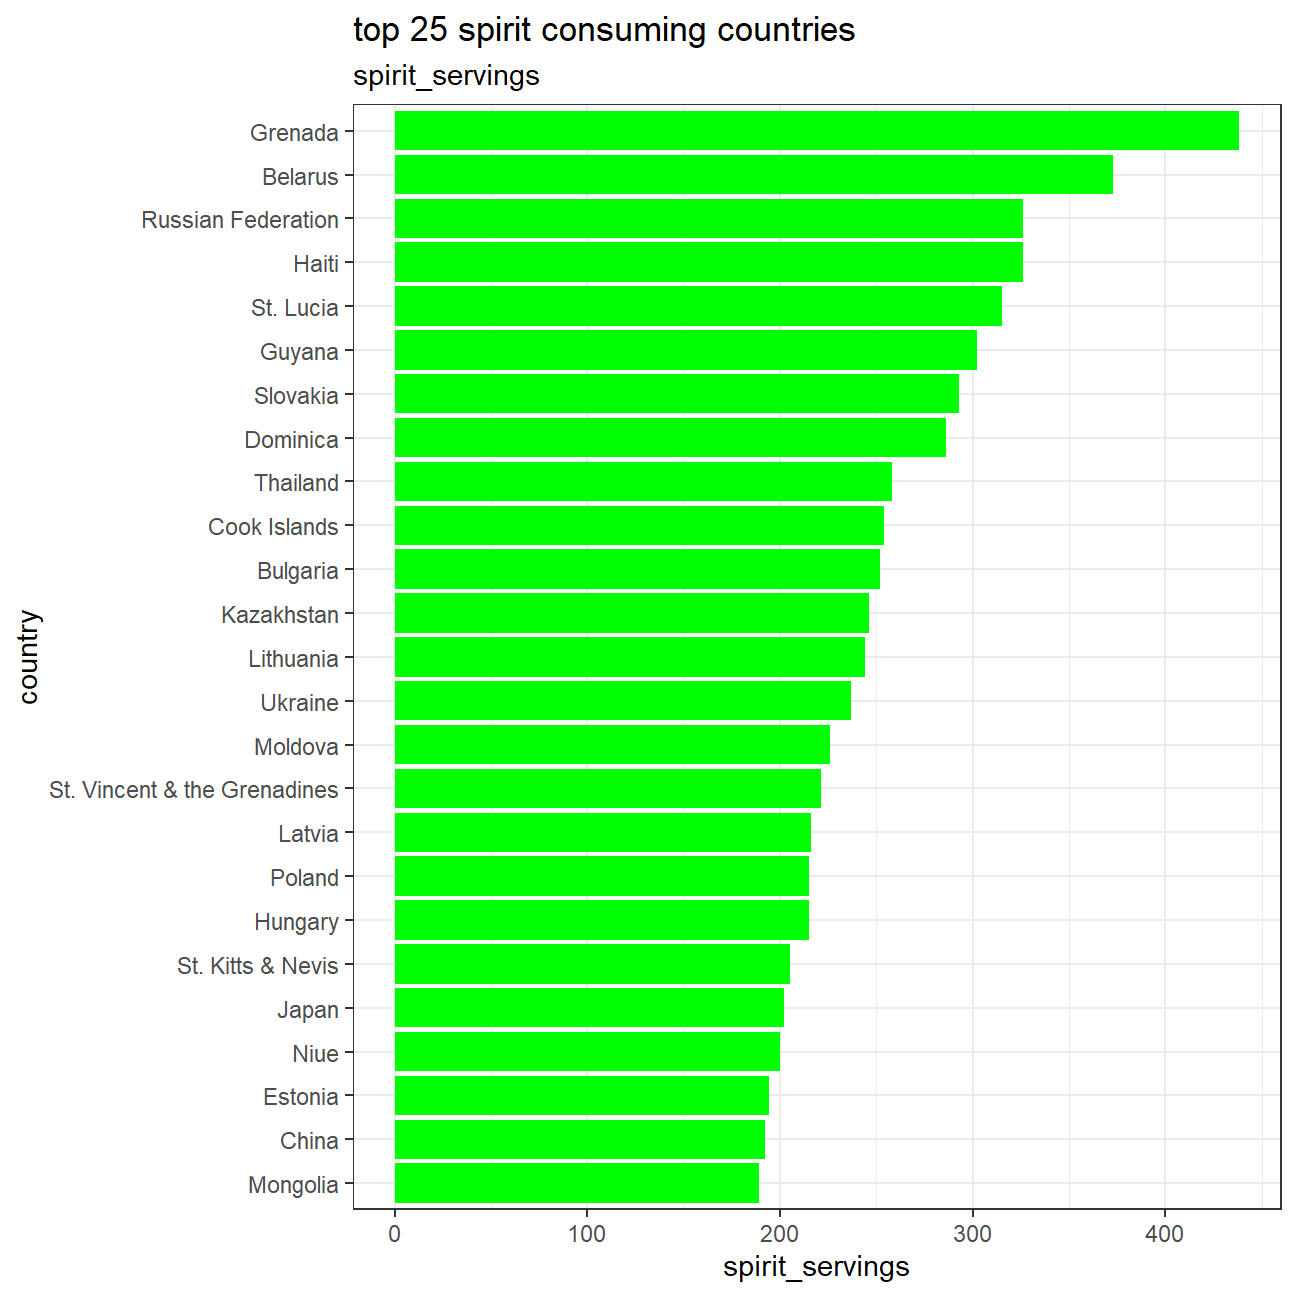 top 25 spirit consuming countries
spirit_servings
Grenada
Belarus
Russian Federation
Haiti
St. Lucia
Guyana
Slovakia
Dominica
Thailand
Cook Islands
Bulgaria
Kazakhstan
Lithuania
Ukraine
Moldova
St. Vincent & the Grenadines
Latvia
Poland
Hungary
St. Kitts & Nevis
Japan
Niue
Estonia
China
Mongolia
country
0 100 200 300 400
spirit_servings